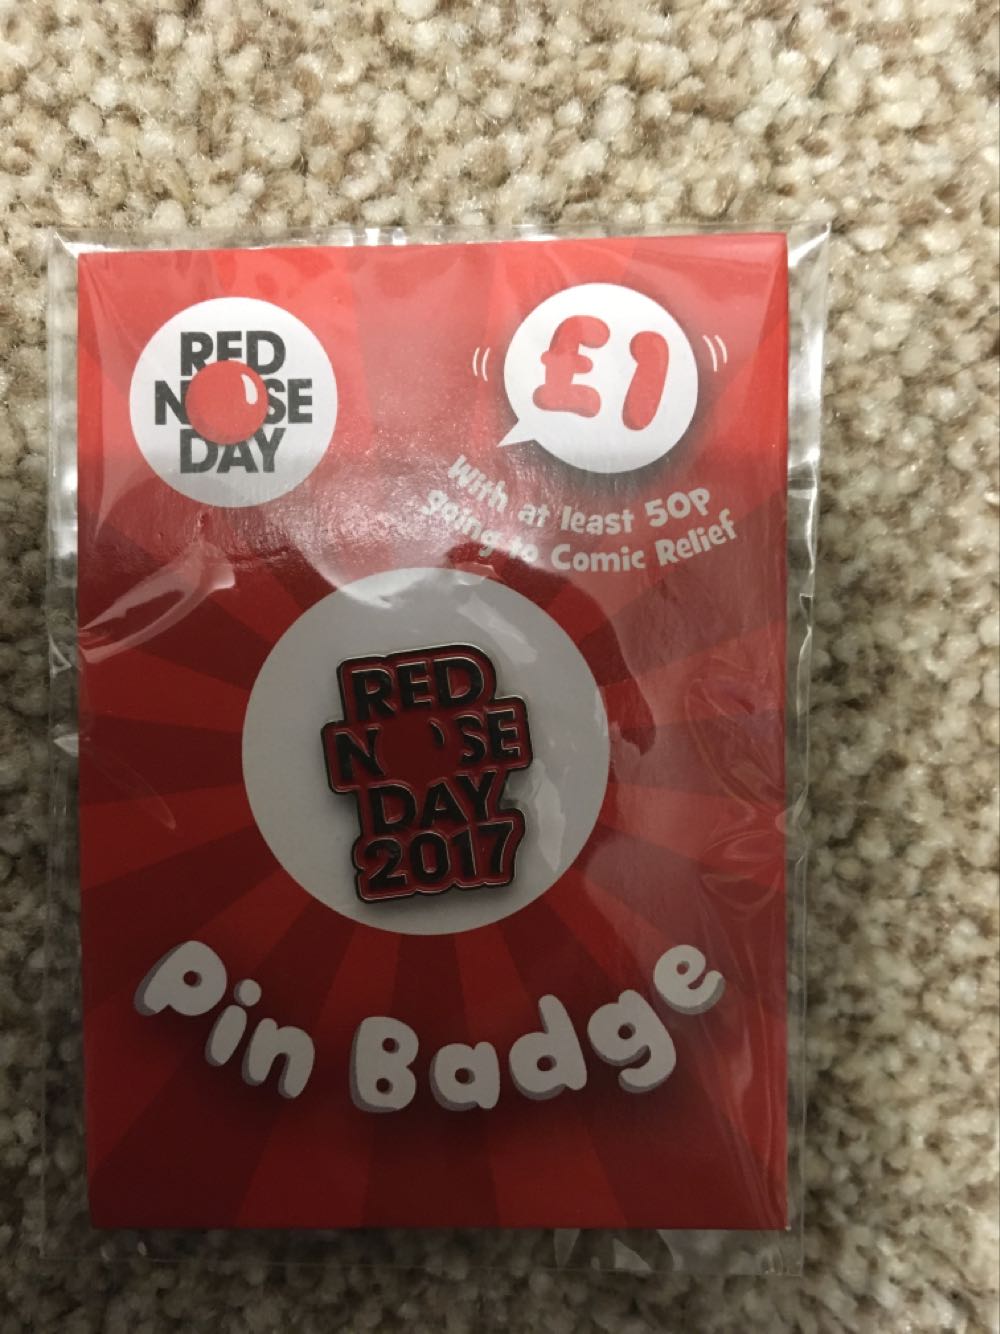 RED
NOSE
DAY
£1
With at least 50p
going to Comic Relief
RED
NOSE
DAY
2017
Pin Badge